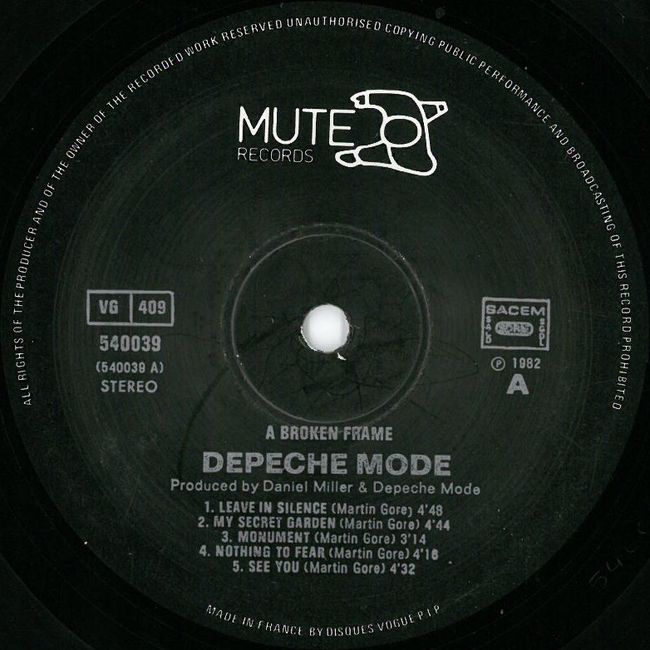 ALL RIGHTS OF THE PRODUCER AND OF THE OWNER OF THE RECORDED WORK RESERVED UNAUTHORISED COPYING PUBLIC PERFORMANCE AND BROADCASTING OF THIS RECORD PROHIBITED
MUTE
RECORDS
VG 409
540039
(540039 A)
STEREO
SACEM
SACD SDRM SGDL
℗ 1982
A
A BROKEN FRAME
DEPECHE MODE
Produced by Daniel Miller & Depeche Mode
1. LEAVE IN SILENCE (Martin Gore) 4'48
2. MY SECRET GARDEN (Martin Gore) 4'44
3. MONUMENT (Martin Gore) 3'14
4. NOTHING TO FEAR (Martin Gore) 4'16
5. SEE YOU (Martin Gore) 4'32
MADE IN FRANCE BY DISQUES VOGUE P I P